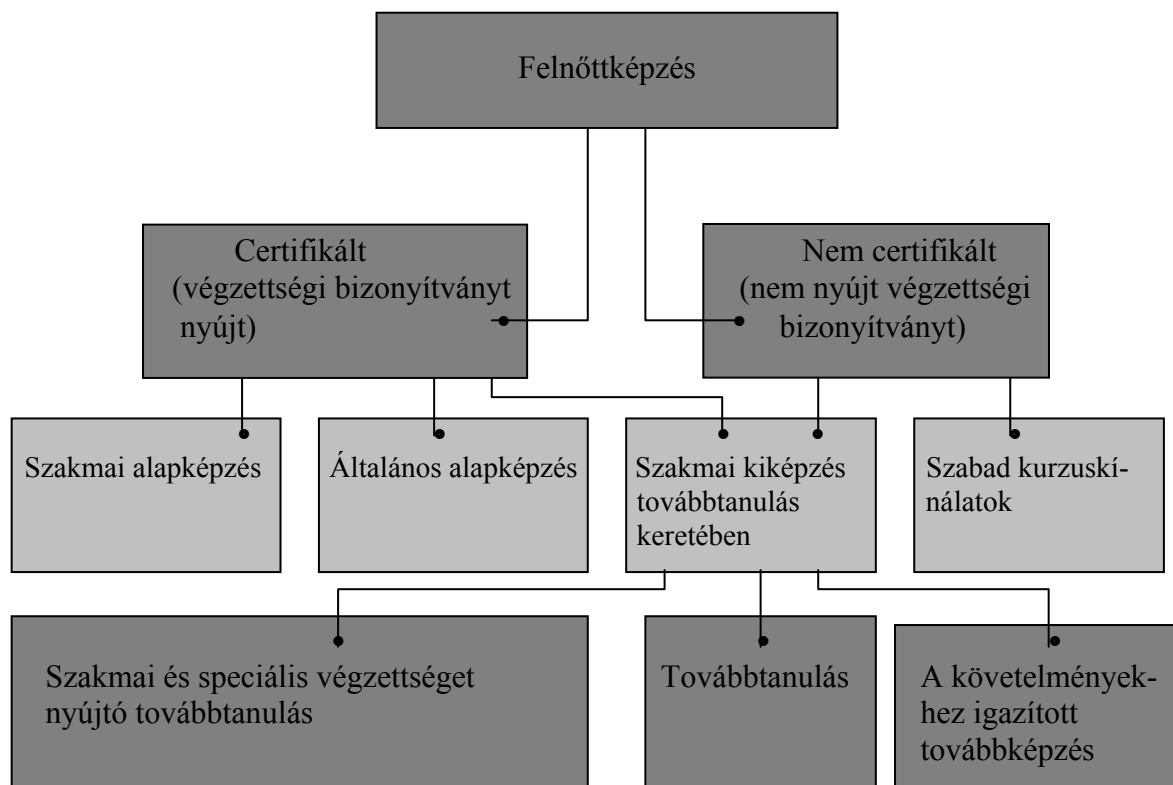 Felnőttképzés
Certifikált
(végzettségi bizonyítványt
nyújt)
Nem certifikált
(nem nyújt végzettségi
bizonyítványt)
Szakmai alapképzés
Általános alapképzés
Szakmai kiképzés
továbbtanulás
keretében
Szabad kurzuskí-
nálatok
Szakmai és speciális végzettséget
nyújtó továbbtanulás
Továbbtanulás
A követelmények-
hez igazított
továbbképzés